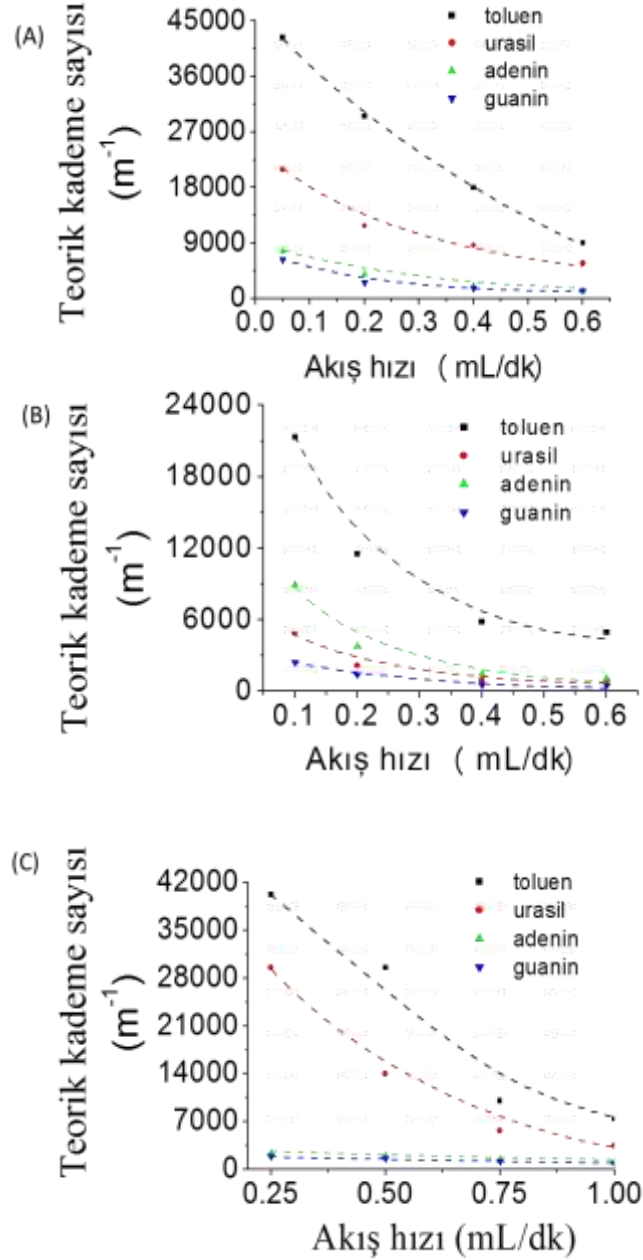 (A)
45000
36000
27000
18000
9000
0
Teorik kademe sayısı
(m⁻¹)
toluen
urasil
adenin
guanin
0.0 0.1 0.2 0.3 0.4 0.5 0.6
Akış hızı ( mL/dk)
(B)
24000
18000
12000
6000
0
Teorik kademe sayısı
(m⁻¹)
toluen
urasil
adenin
guanin
0.1 0.2 0.3 0.4 0.5 0.6
Akış hızı ( mL/dk)
(C)
42000
35000
28000
21000
14000
7000
0
Teorik kademe sayısı
(m⁻¹)
toluen
urasil
adenin
guanin
0.25 0.50 0.75 1.00
Akış hızı (mL/dk)